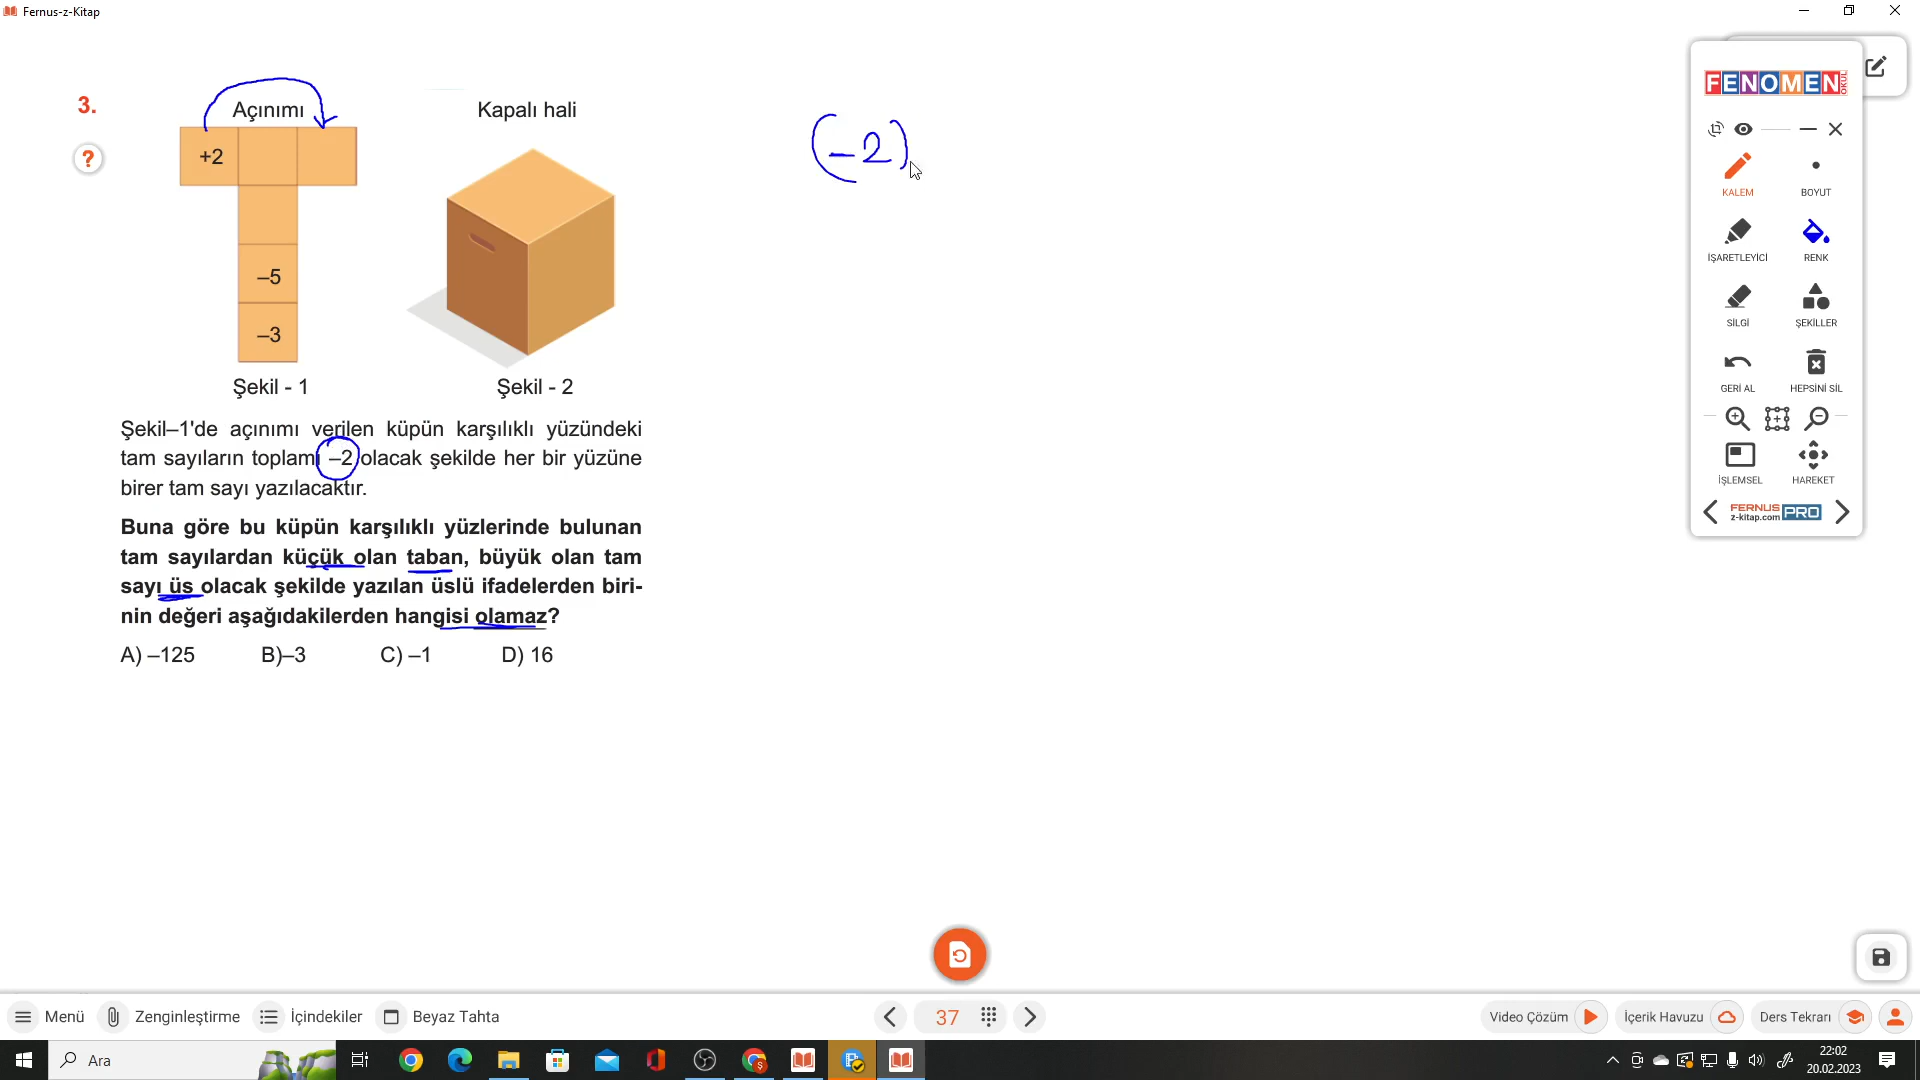 Fernus-z-Kitap
3.
Açınımı
Kapalı hali
(-2)
?
+2
–5
–3
Şekil - 1
Şekil - 2
Şekil–1'de açınımı verilen küpün karşılıklı yüzündeki
tam sayıların toplamı –2 olacak şekilde her bir yüzüne
birer tam sayı yazılacaktır.
Buna göre bu küpün karşılıklı yüzlerinde bulunan
tam sayılardan küçük olan taban, büyük olan tam
sayı üs olacak şekilde yazılan üslü ifadelerden biri-
nin değeri aşağıdakilerden hangisi olamaz?
A) –125 B)–3 C) –1 D) 16
FENOMEN OKUL
KALEM BOYUT
İŞARETLEYİCİ RENK
SİLGİ ŞEKİLLER
GERİ AL HEPSİNİ SİL
İŞLEMSEL HAREKET
FERNUS PRO
z-kitap.com
Menü Zenginleştirme İçindekiler Beyaz Tahta 37 Video Çözüm İçerik Havuzu Ders Tekrarı
Ara
22:02
20.02.2023